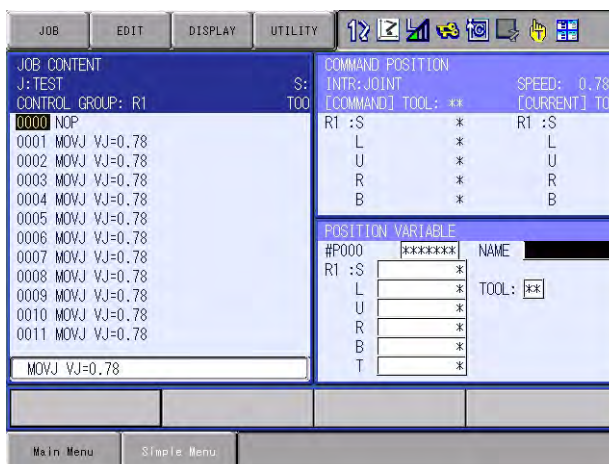 JOB EDIT DISPLAY UTILITY
JOB CONTENT
J:TEST S:
CONTROL GROUP: R1 TOO
0000 NOP
0001 MOVJ VJ=0.78
0002 MOVJ VJ=0.78
0003 MOVJ VJ=0.78
0004 MOVJ VJ=0.78
0005 MOVJ VJ=0.78
0006 MOVJ VJ=0.78
0007 MOVJ VJ=0.78
0008 MOVJ VJ=0.78
0009 MOVJ VJ=0.78
0010 MOVJ VJ=0.78
0011 MOVJ VJ=0.78
MOVJ VJ=0.78
COMMAND POSITION
INTR:JOINT SPEED: 0.78
[COMMAND] TOOL: ** [CURRENT] TO
R1 :S * R1 :S
L * L
U * U
R * R
B * B
POSITION VARIABLE
#P000 ******* NAME
R1 :S *
L * TOOL: **
U *
R *
B *
T *
Main Menu Simple Menu